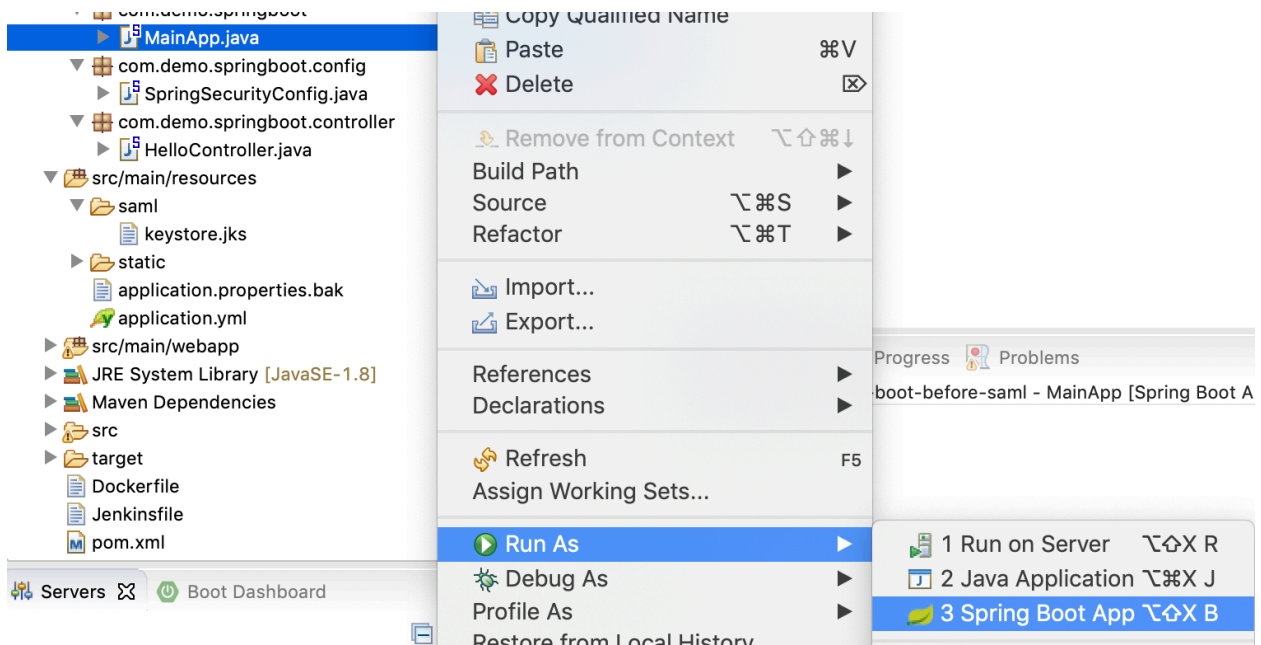 com.demo.springboot
MainApp.java
com.demo.springboot.config
SpringSecurityConfig.java
com.demo.springboot.controller
HelloController.java
src/main/resources
saml
keystore.jks
static
application.properties.bak
application.yml
src/main/webapp
JRE System Library [JavaSE-1.8]
Maven Dependencies
src
target
Dockerfile
Jenkinsfile
pom.xml
Servers
Boot Dashboard
Copy Qualified Name
Paste ⌘V
Delete ⌦
Remove from Context ⌥⇧⌘↓
Build Path
Source ⌥⌘S
Refactor ⌥⌘T
Import...
Export...
References
Declarations
Refresh F5
Assign Working Sets...
Run As
Debug As
Profile As
Restore from Local History
Progress Problems
-boot-before-saml - MainApp [Spring Boot A
1 Run on Server ⌥⇧X R
2 Java Application ⌥⌘X J
3 Spring Boot App ⌥⇧X B